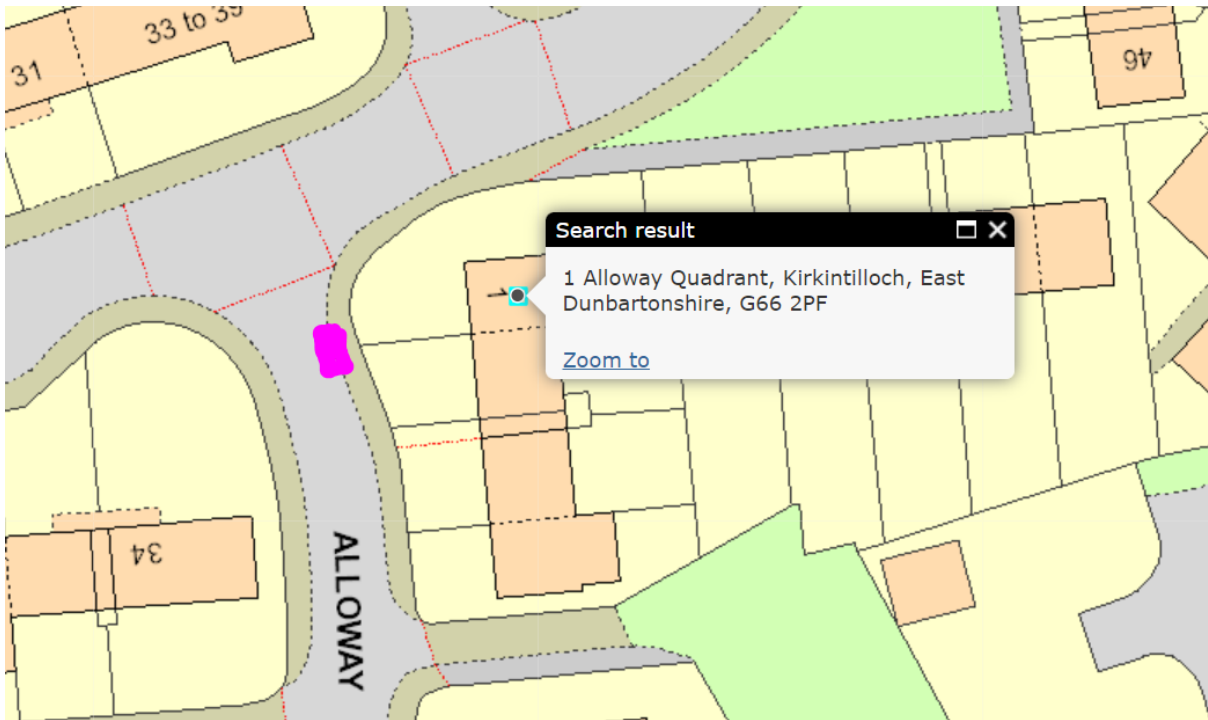 33 to 39
31
46
Search result
1
1 Alloway Quadrant, Kirkintilloch, East
Dunbartonshire, G66 2PF
Zoom to
34
ALLOWAY